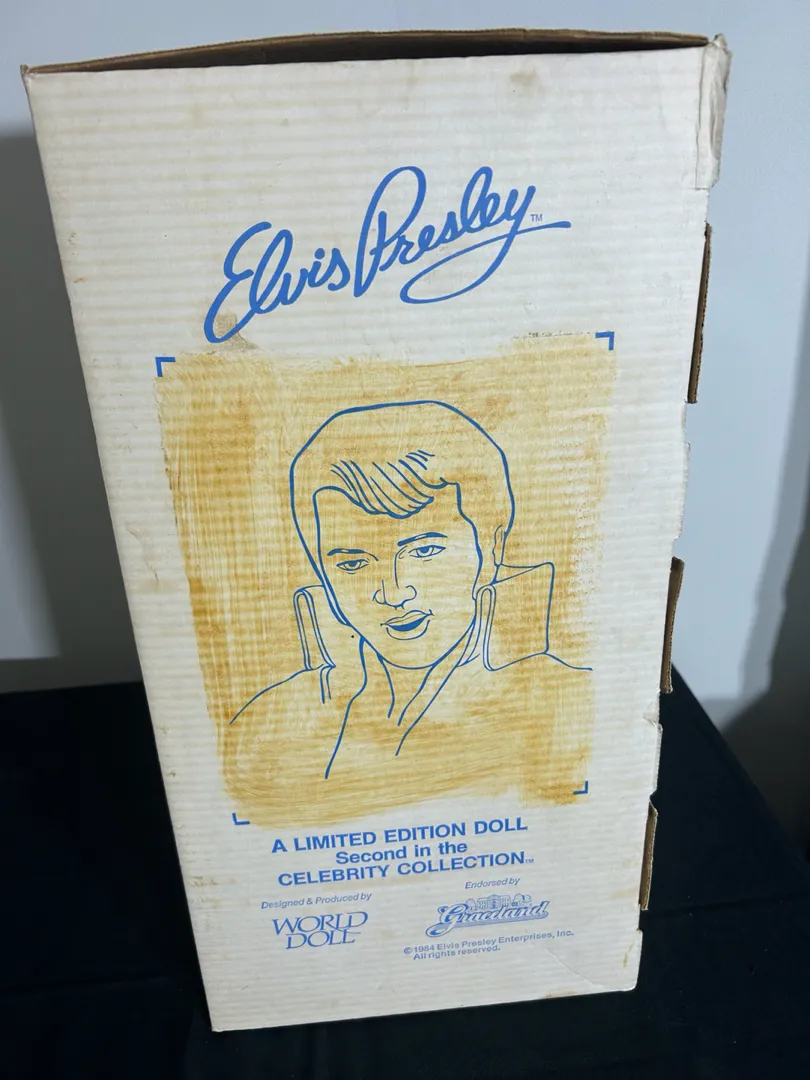 Elvis Presley™
A LIMITED EDITION DOLL
Second in the
CELEBRITY COLLECTION™
Designed & Produced by
WORLD
DOLL
Endorsed by
Graceland
© 1984 Elvis Presley Enterprises, Inc.
All rights reserved.